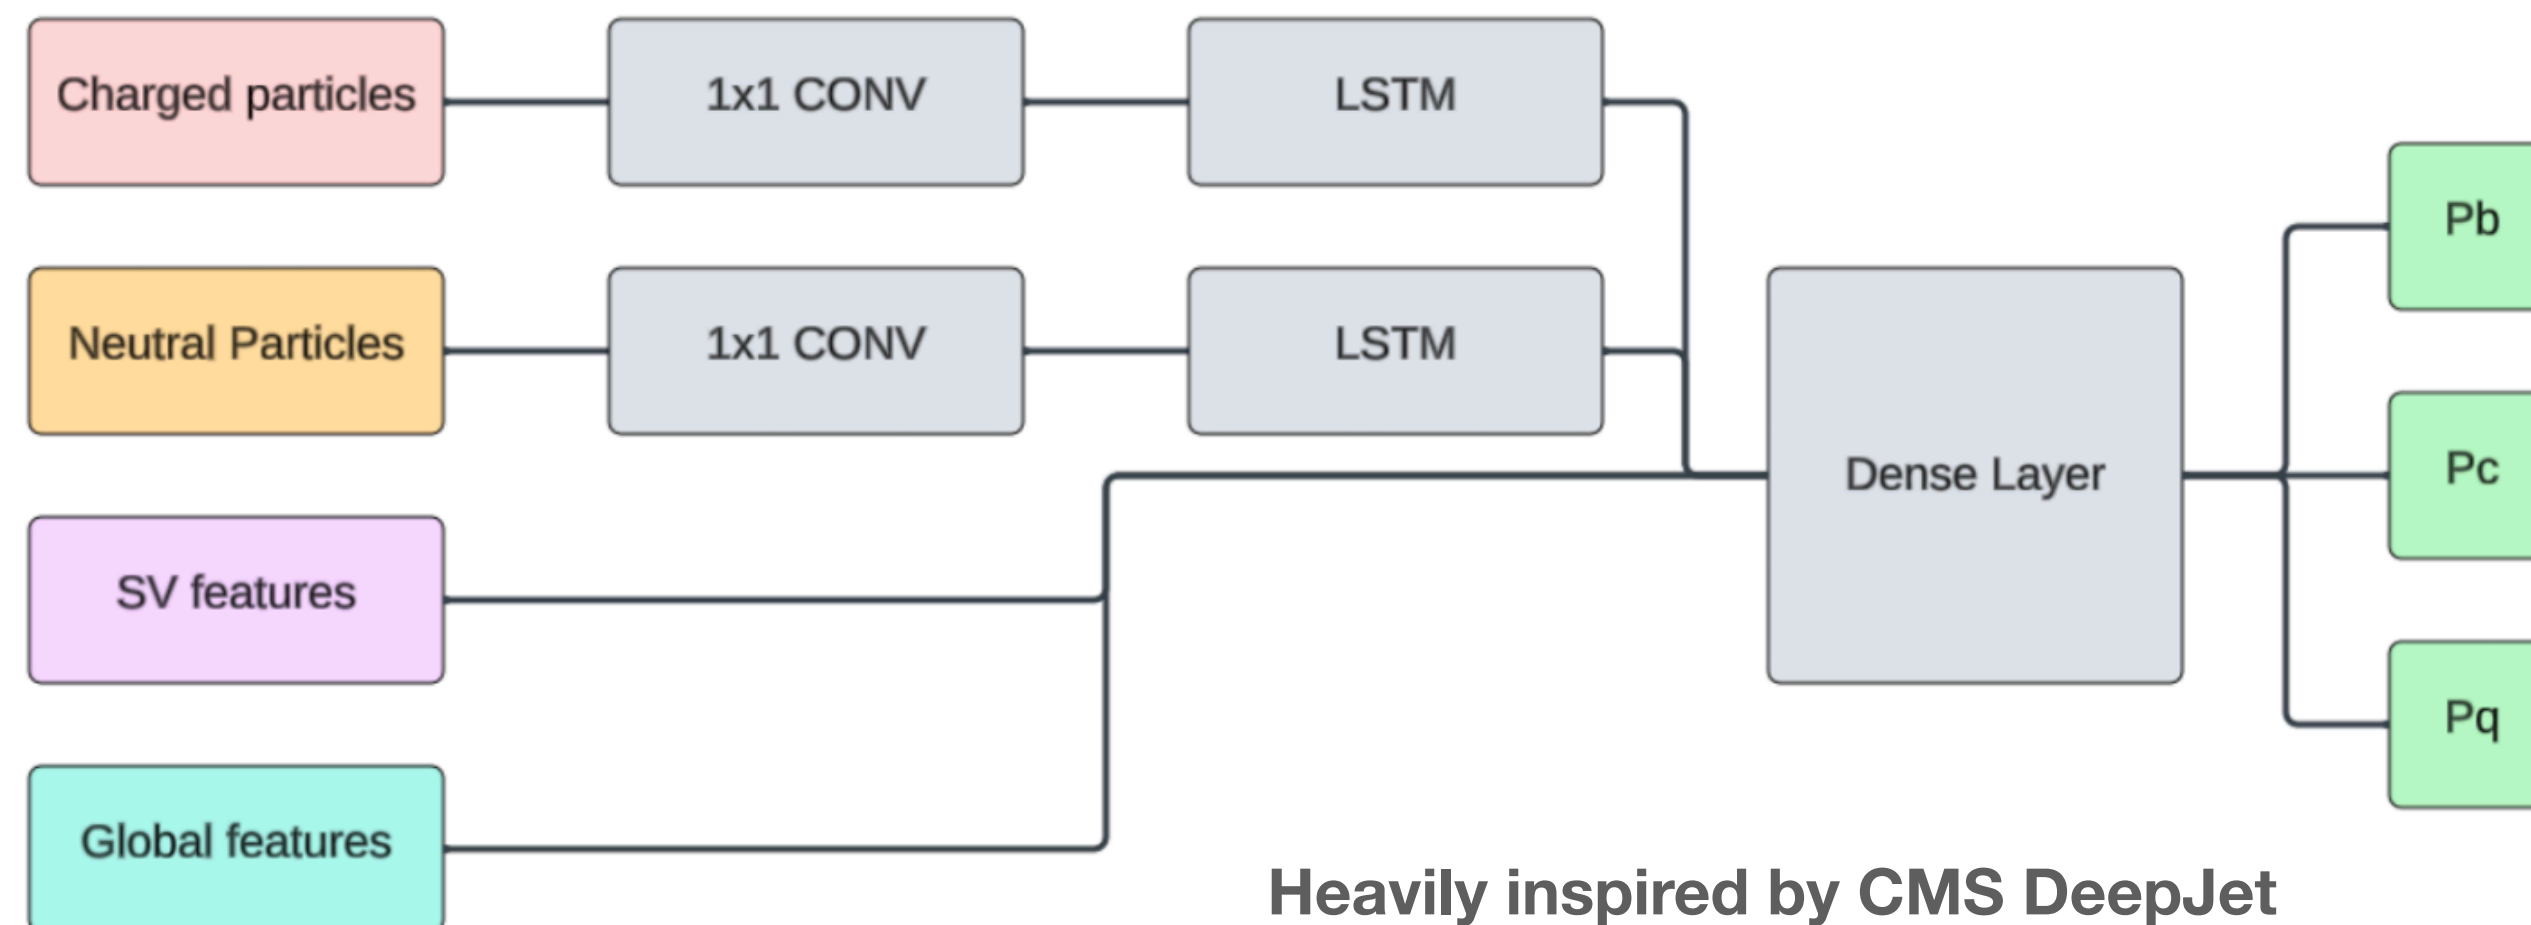 Charged particles
1x1 CONV
LSTM
Pb
Neutral Particles
1x1 CONV
LSTM
Dense Layer
Pc
SV features
Pq
Global features
Heavily inspired by CMS DeepJet